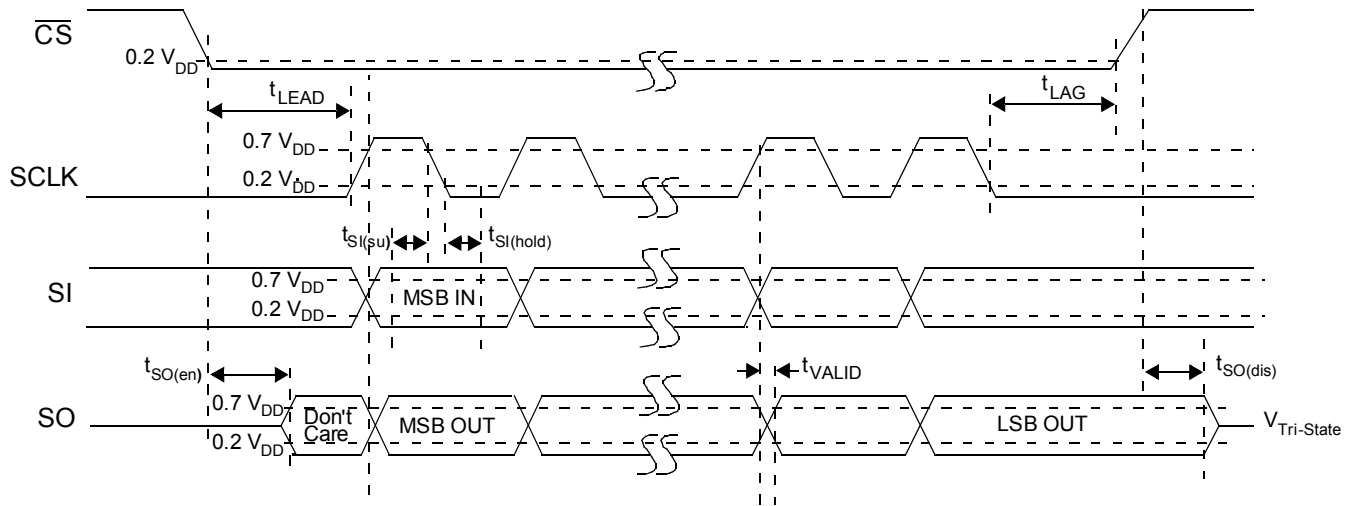 CS
0.2 VDD
tLEAD
tLAG
0.7 VDD
SCLK
0.2 VDD
tSI(su)
tSI(hold)
0.7 VDD
SI
MSB IN
0.2 VDD
tSO(en)
tVALID
tSO(dis)
0.7 VDD
SO
Don't
Care
MSB OUT
LSB OUT
VTri-State
0.2 VDD